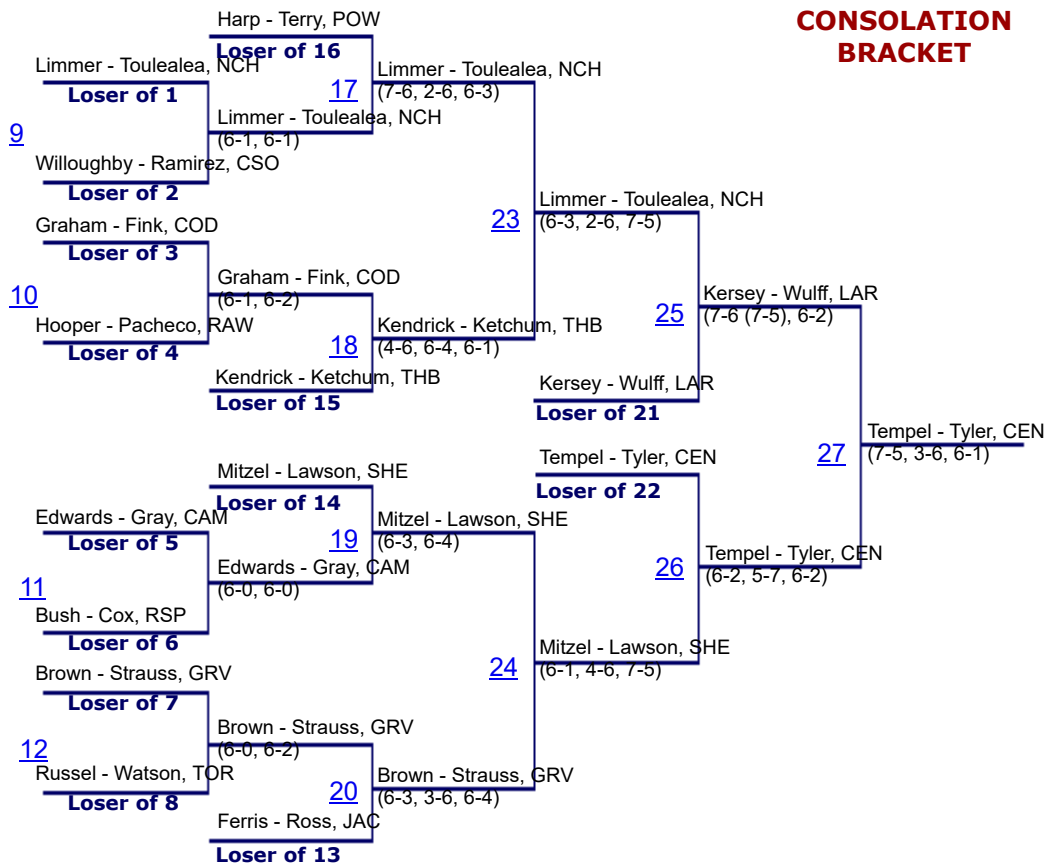 CONSOLATION
BRACKET
Harp - Terry, POW
Loser of 16
Limmer - Toulealea, NCH
Loser of 1
17
Limmer - Toulealea, NCH
(7-6, 2-6, 6-3)
9
Limmer - Toulealea, NCH
(6-1, 6-1)
Willoughby - Ramirez, CSO
Loser of 2
23
Limmer - Toulealea, NCH
(6-3, 2-6, 7-5)
Graham - Fink, COD
Loser of 3
10
Graham - Fink, COD
(6-1, 6-2)
Hooper - Pacheco, RAW
Loser of 4
18
Kendrick - Ketchum, THB
(4-6, 6-4, 6-1)
Kendrick - Ketchum, THB
Loser of 15
25
Kersey - Wulff, LAR
(7-6 (7-5), 6-2)
Kersey - Wulff, LAR
Loser of 21
27
Tempel - Tyler, CEN
(7-5, 3-6, 6-1)
Tempel - Tyler, CEN
Loser of 22
Mitzel - Lawson, SHE
Loser of 14
Edwards - Gray, CAM
Loser of 5
19
Mitzel - Lawson, SHE
(6-3, 6-4)
11
Edwards - Gray, CAM
(6-0, 6-0)
26
Tempel - Tyler, CEN
(6-2, 5-7, 6-2)
Bush - Cox, RSP
Loser of 6
24
Mitzel - Lawson, SHE
(6-1, 4-6, 7-5)
Brown - Strauss, GRV
Loser of 7
12
Brown - Strauss, GRV
(6-0, 6-2)
Russel - Watson, TOR
Loser of 8
20
Brown - Strauss, GRV
(6-3, 3-6, 6-4)
Ferris - Ross, JAC
Loser of 13